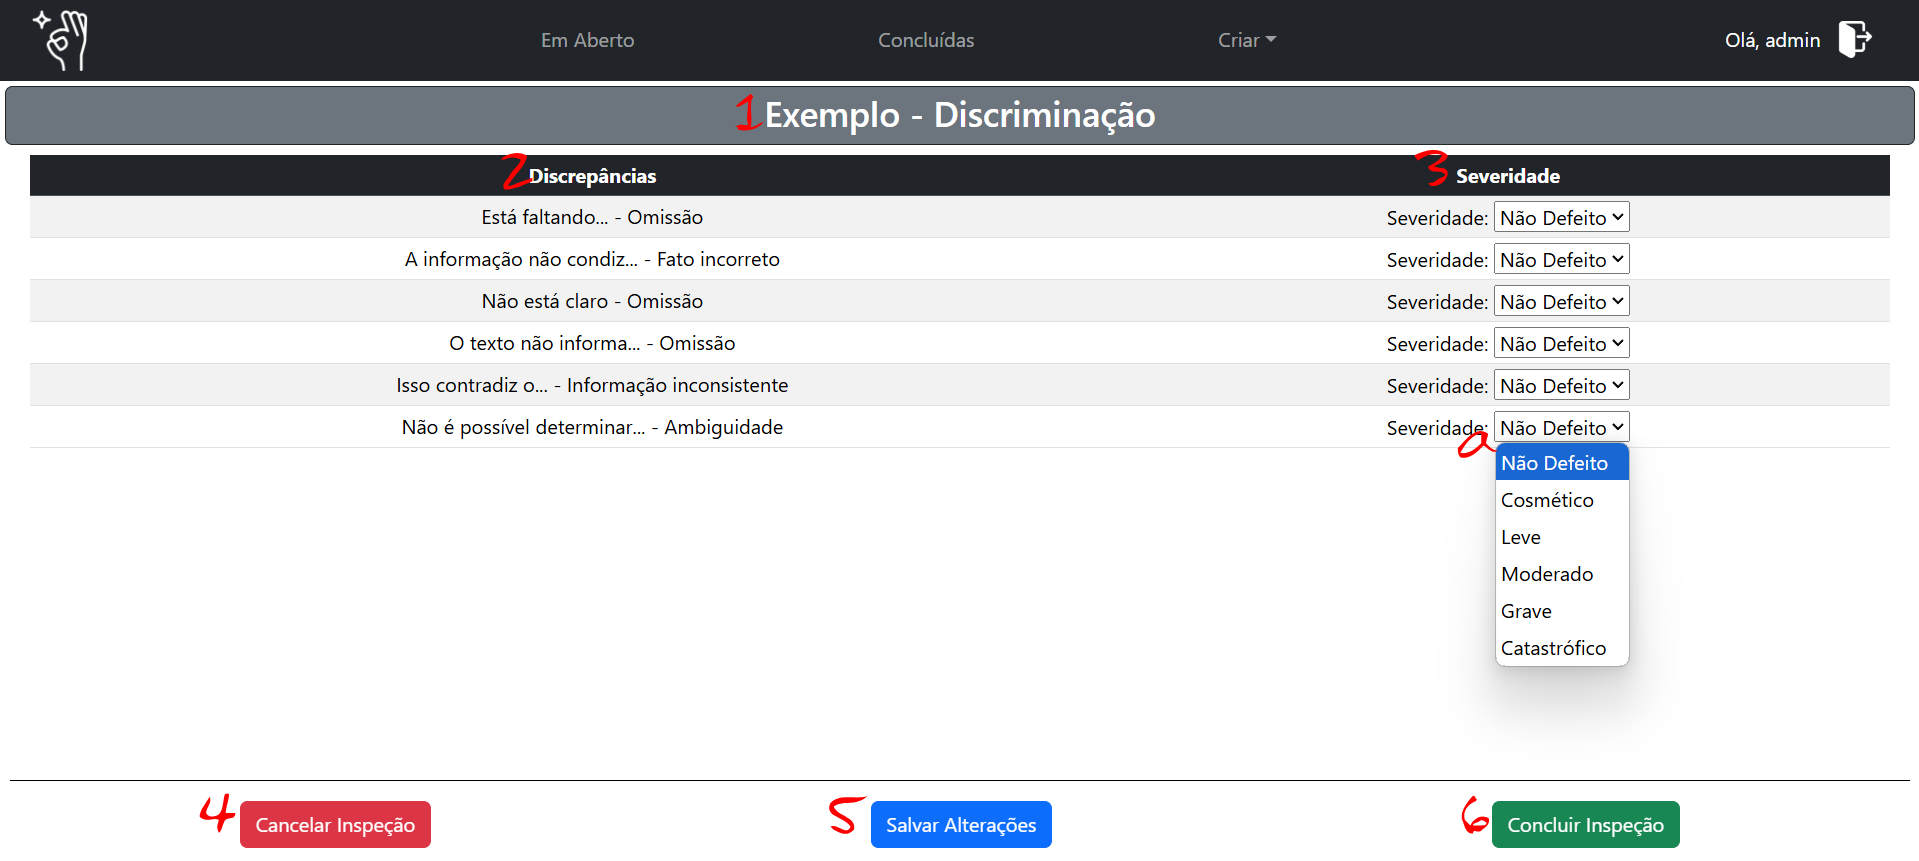 Em Aberto Concluídas Criar Olá, admin
1 Exemplo - Discriminação
2 Discrepâncias 3 Severidade
Está faltando... - Omissão Severidade: Não Defeito
A informação não condiz... - Fato incorreto Severidade: Não Defeito
Não está claro - Omissão Severidade: Não Defeito
O texto não informa... - Omissão Severidade: Não Defeito
Isso contradiz o... - Informação inconsistente Severidade: Não Defeito
Não é possível determinar... - Ambiguidade Severidade: Não Defeito
a Não Defeito
Cosmético
Leve
Moderado
Grave
Catastrófico
4 Cancelar Inspeção 5 Salvar Alterações 6 Concluir Inspeção